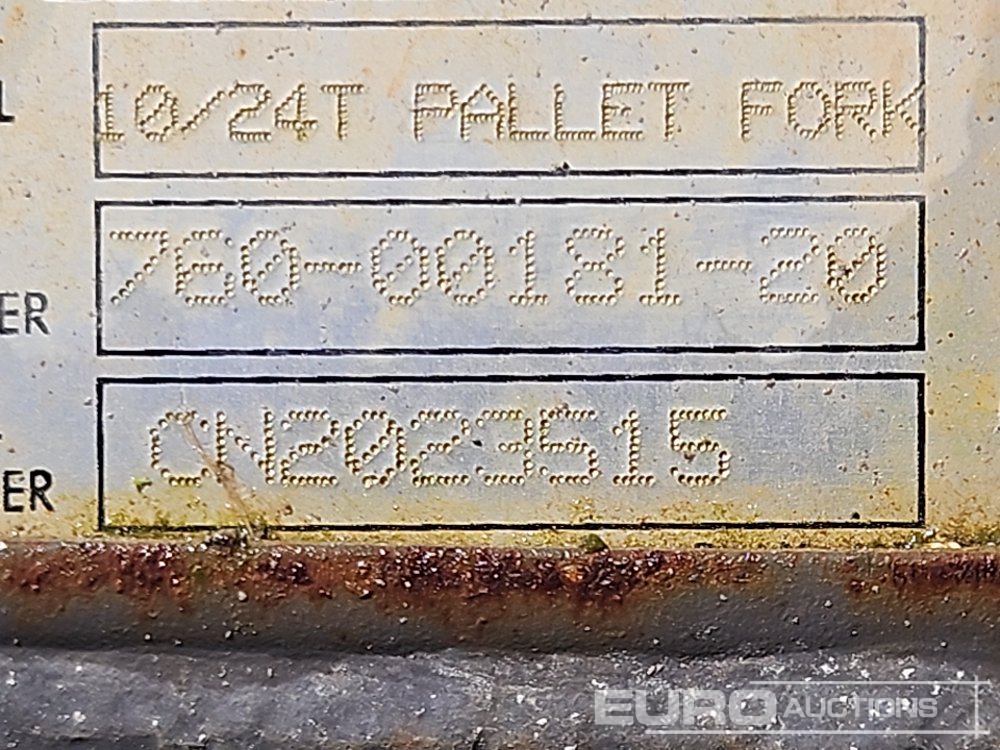 L
10/24T PALLET FORK
760-00181-20
ER
CN2023515
ER
EURO AUCTIONS